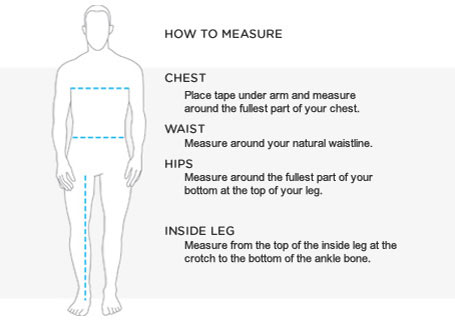 HOW TO MEASURE
CHEST
Place tape under arm and measure
around the fullest part of your chest.
WAIST
Measure around your natural waistline.
HIPS
Measure around the fullest part of your
bottom at the top of your leg.
INSIDE LEG
Measure from the top of the inside leg at the
crotch to the bottom of the ankle bone.